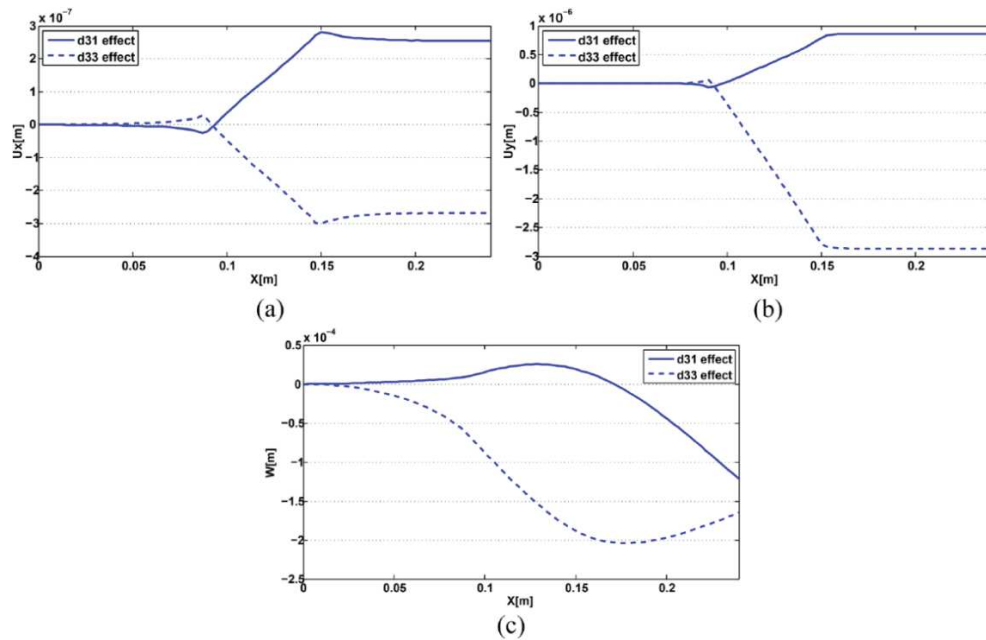 x 10⁻⁷
3
2
1
0
−1
−2
−3
−4
Ux[m]
d31 effect
d33 effect
0 0.05 0.1 0.15 0.2
X[m]
(a)
x 10⁻⁶
1
0.5
0
−0.5
−1
−1.5
−2
−2.5
−3
Uy[m]
d31 effect
d33 effect
0 0.05 0.1 0.15 0.2
X[m]
(b)
x 10⁻⁴
0.5
0
−0.5
−1
−1.5
−2
−2.5
W[m]
d31 effect
d33 effect
0 0.05 0.1 0.15 0.2
X[m]
(c)